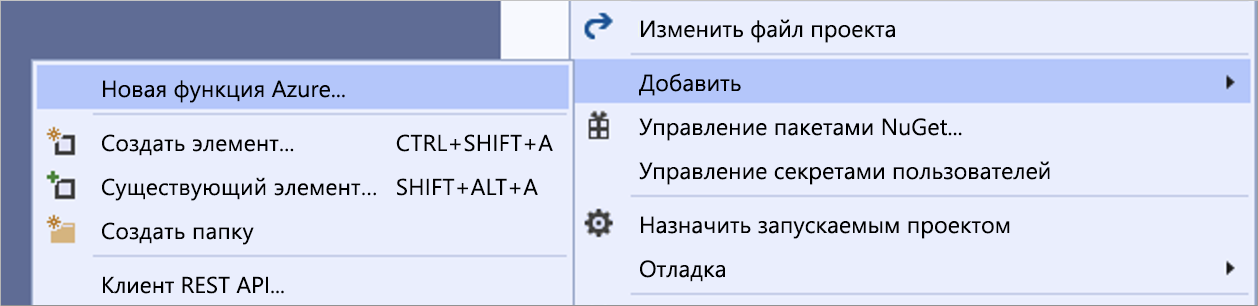 Изменить файл проекта
Добавить
Управление пакетами NuGet...
Управление секретами пользователей
Назначить запускаемым проектом
Отладка
Новая функция Azure...
Создать элемент... CTRL+SHIFT+A
Существующий элемент... SHIFT+ALT+A
Создать папку
Клиент REST API...